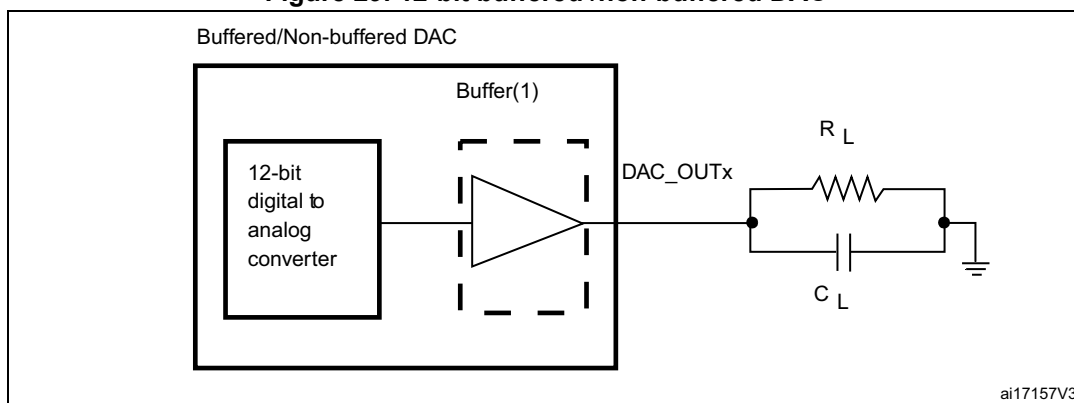 Buffered/Non-buffered DAC
Buffer(1)
12-bit
digital to
analog
converter
DAC_OUTx
R L
C L
ai17157V3